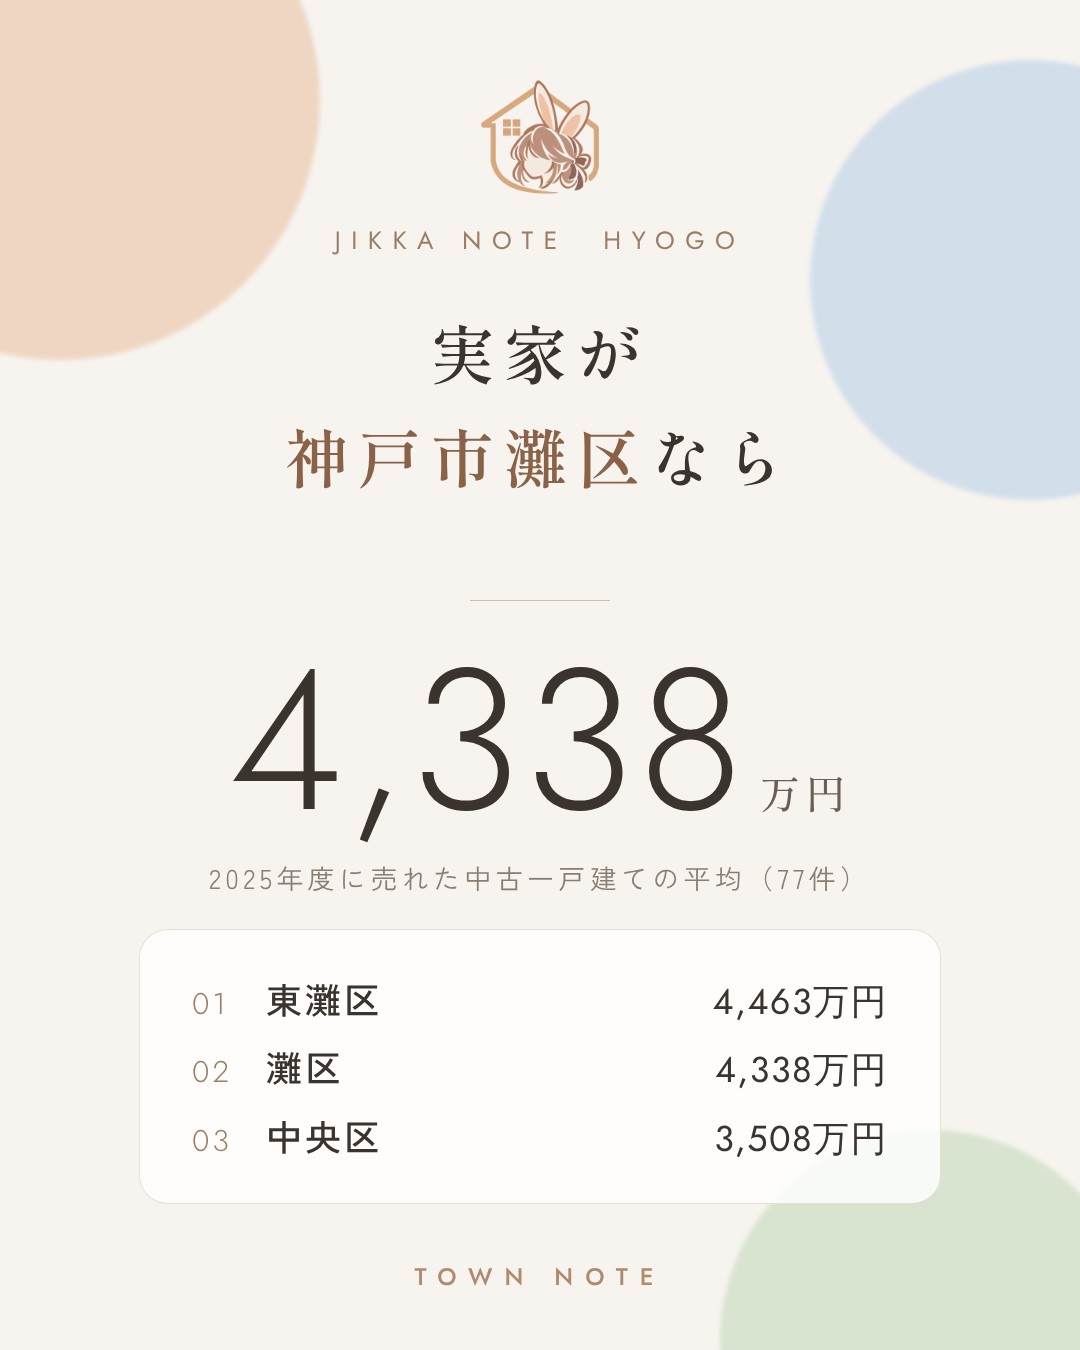 JIKKA NOTE HYOGO
実家が
神戸市灘区なら
4,338万円
2025年度に売れた中古一戸建ての平均（77件）
01 東灘区 4,463万円
02 灘区 4,338万円
03 中央区 3,508万円
TOWN NOTE